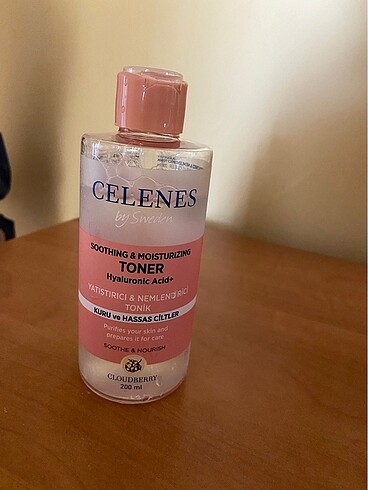 CELENES
by Sweden
SOOTHING & MOISTURIZING
TONER
Hyaluronic Acid+
YATIŞTIRICI & NEMLENDİRİCİ
TONİK
KURU ve HASSAS CİLTLER
Purifies your skin and
prepares it for care
SOOTHE & NOURISH
CLOUDBERRY
200 ml